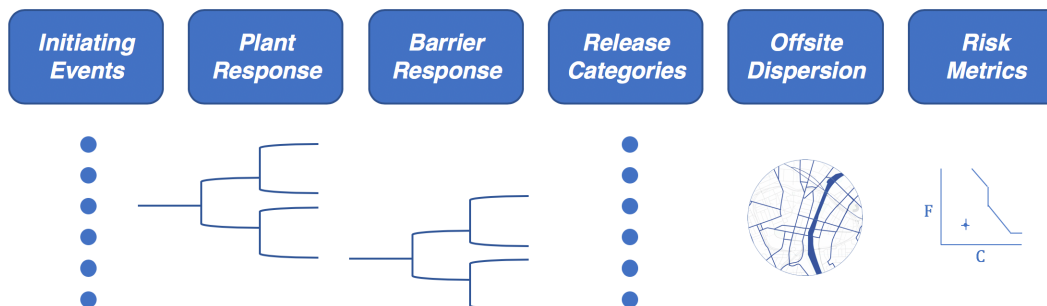 Initiating
Events
Plant
Response
Barrier
Response
Release
Categories
Offsite
Dispersion
Risk
Metrics
F
C